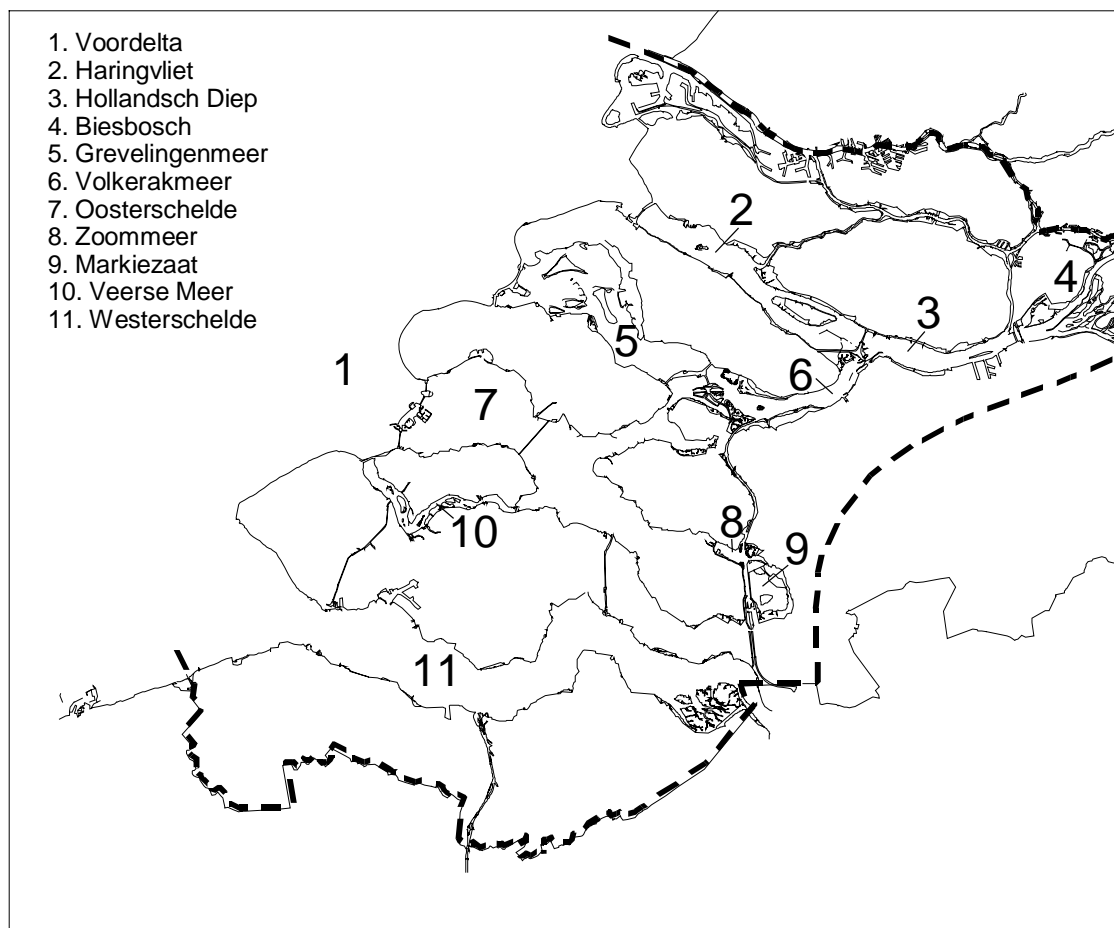 1. Voordelta
2. Haringvliet
3. Hollandsch Diep
4. Biesbosch
5. Grevelingenmeer
6. Volkerakmeer
7. Oosterschelde
8. Zoommeer
9. Markiezaat
10. Veerse Meer
11. Westerschelde
2
4
3
5
1
6
7
8
10
9
11